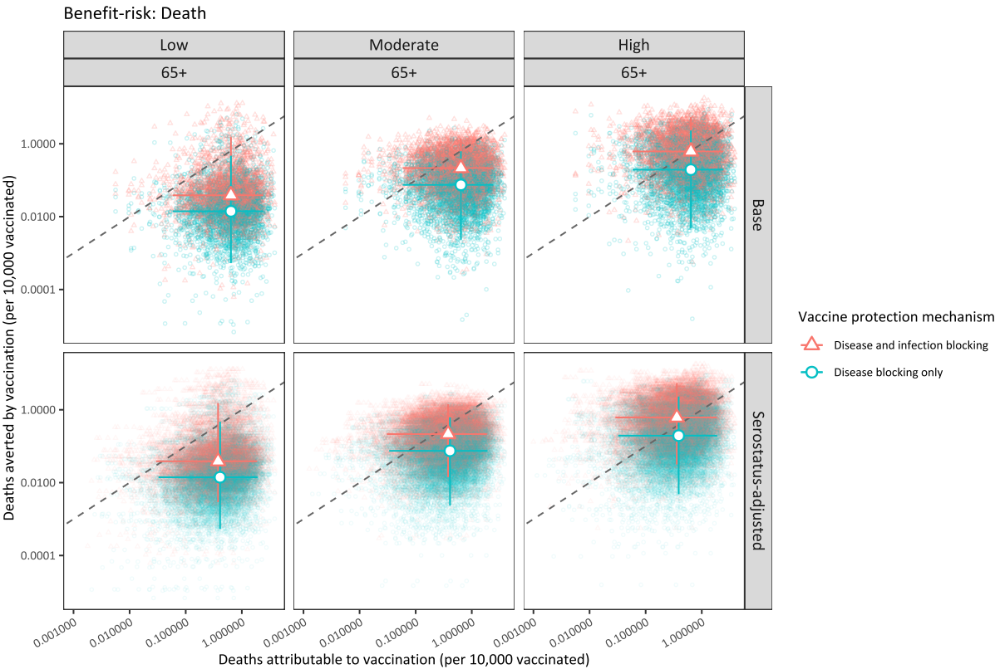 Benefit-risk: Death
Low
Moderate
High
65+
65+
65+
1.0000
0.0100
0.0001
Base
1.0000
0.0100
0.0001
Serostatus-adjusted
0.001000
0.010000
0.100000
1.000000
0.001000
0.010000
0.100000
1.000000
0.001000
0.010000
0.100000
1.000000
Deaths attributable to vaccination (per 10,000 vaccinated)
Deaths averted by vaccination (per 10,000 vaccinated)
Vaccine protection mechanism
Disease and infection blocking
Disease blocking only